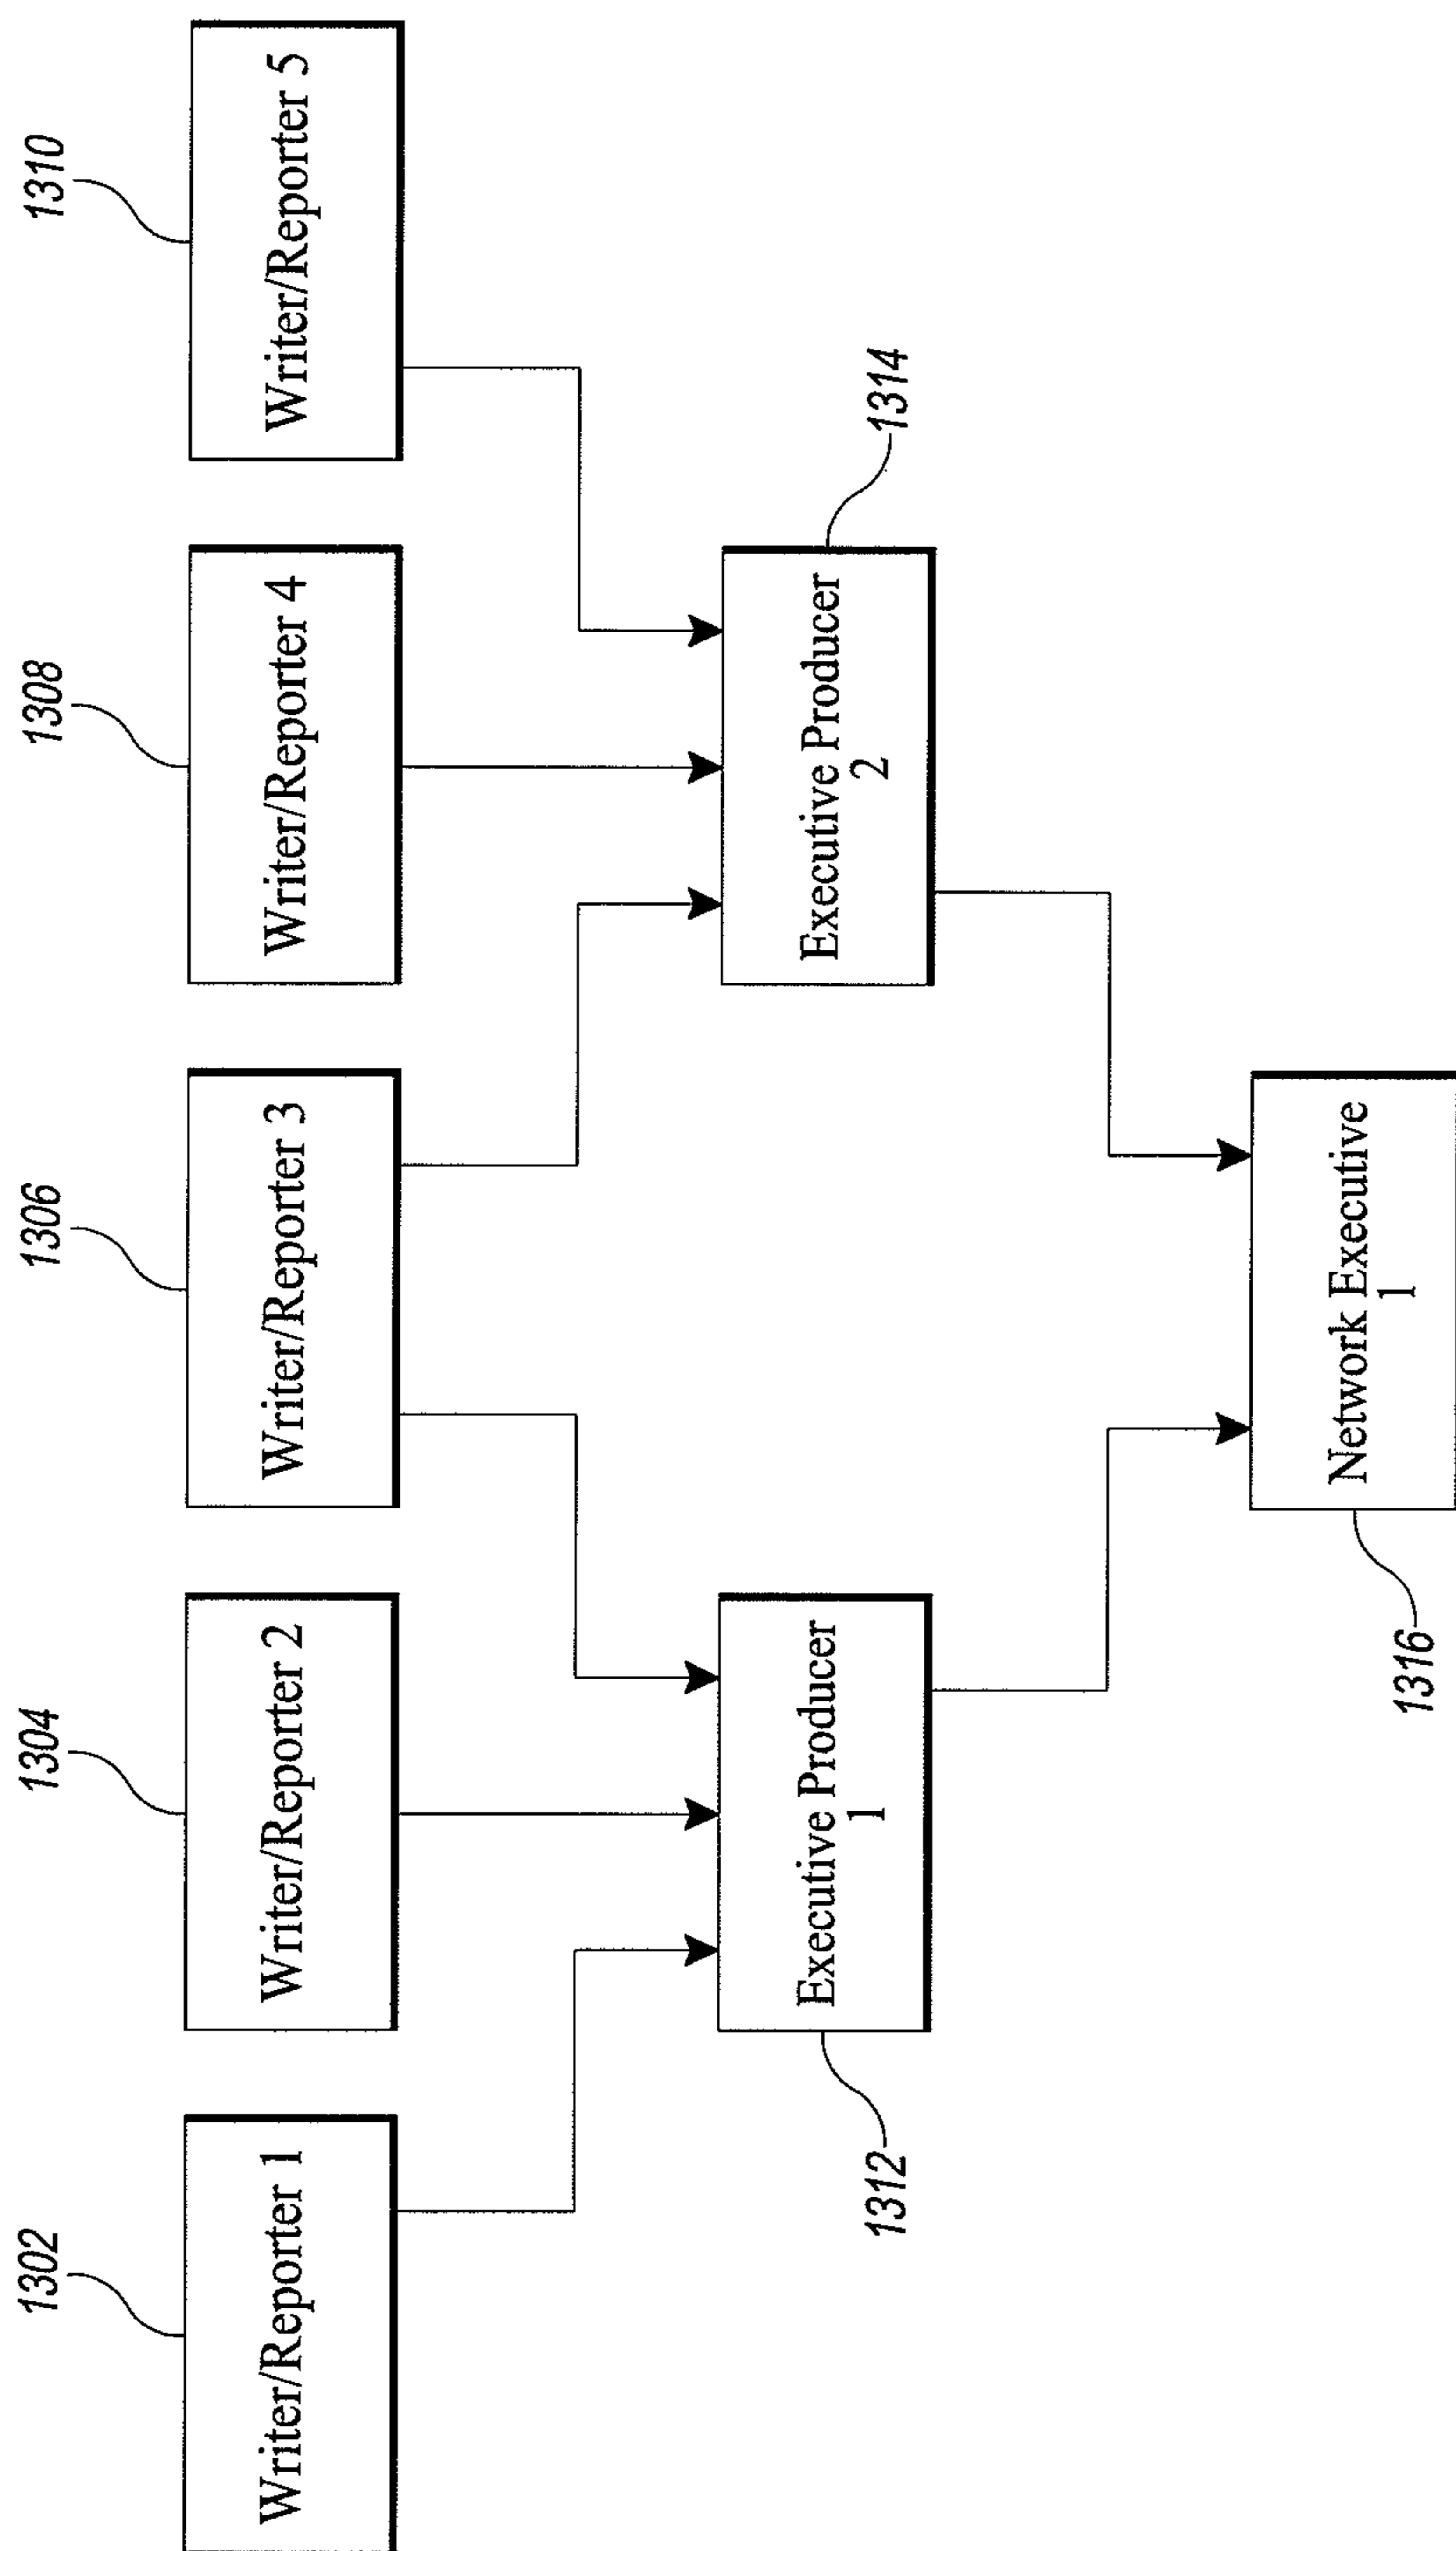 1302
1304
1306
1308
1310
Writer/Reporter 1
Writer/Reporter 2
Writer/Reporter 3
Writer/Reporter 4
Writer/Reporter 5
1312
Executive Producer
1
Executive Producer
2
1314
1316
Network Executive
1